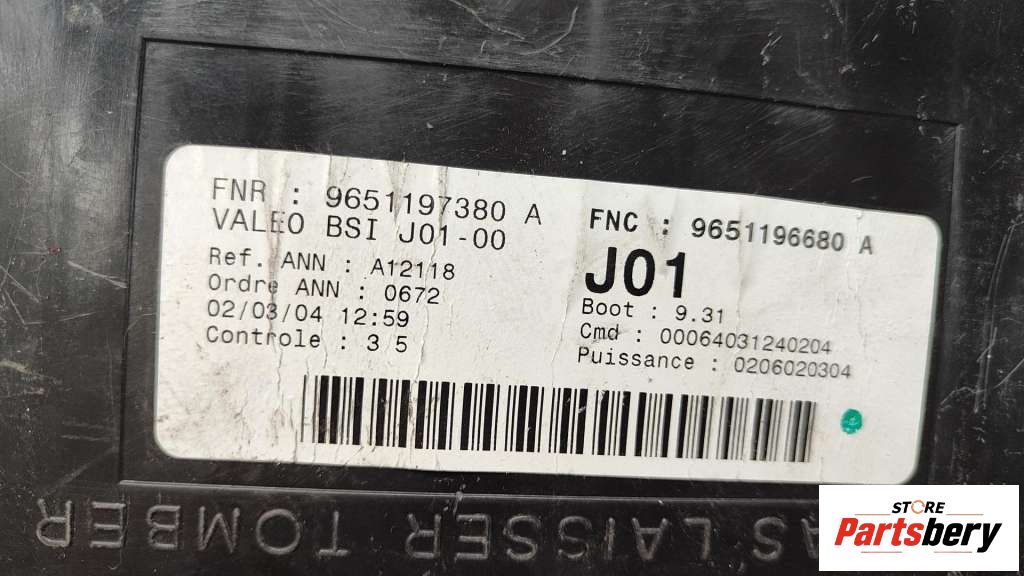 FNR : 9651197380 A
VALEO BSI J01-00
Ref. ANN : A12118
Ordre ANN : 0672
02/03/04 12:59
Controle : 3 5
FNC : 9651196680 A
J01
Boot : 9.31
Cmd : 00064031240204
Puissance : 0206020304
AS LAISSER TOMBER
STORE
Partsbery